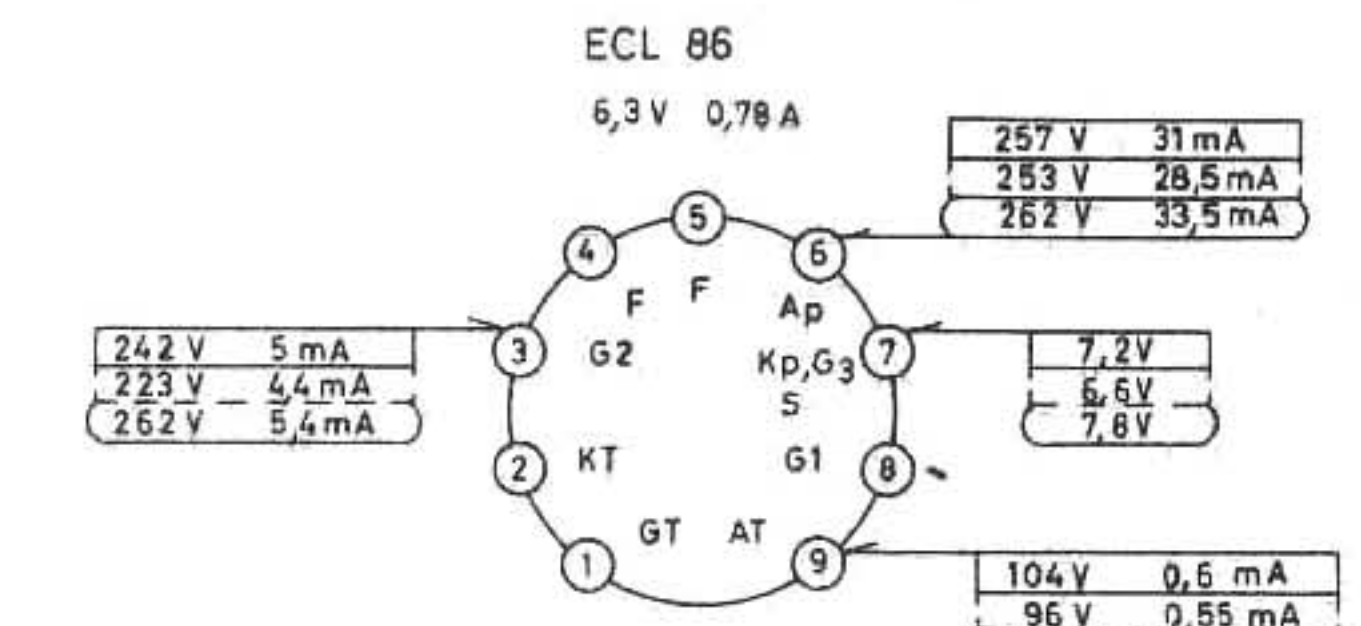 ECL 86
6,3 V 0,78 A
257 V 31 mA
253 V 28,5 mA
262 V 33,5 mA
5
4
6
F
F
Ap
242 V 5 mA
223 V 4,4 mA
262 V 5,4 mA
3
G2
Kp,G3
S
7
7,2V
6,6V
7,8V
2
KT
G1
8
GT
AT
1
9
104 V 0,6 mA
96 V 0,55 mA